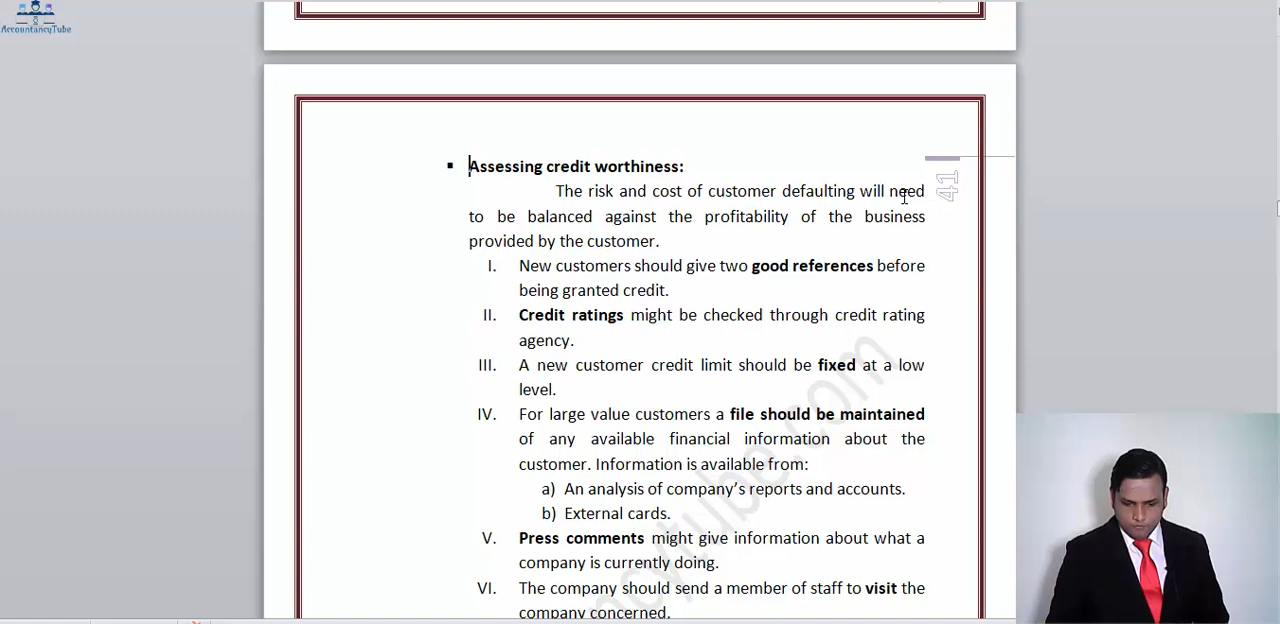 AccountancyTube
▪ Assessing credit worthiness:
The risk and cost of customer defaulting will need
to be balanced against the profitability of the business
provided by the customer.
I. New customers should give two good references before
being granted credit.
II. Credit ratings might be checked through credit rating
agency.
III. A new customer credit limit should be fixed at a low
level.
IV. For large value customers a file should be maintained
of any available financial information about the
customer. Information is available from:
a) An analysis of company’s reports and accounts.
b) External cards.
V. Press comments might give information about what a
company is currently doing.
VI. The company should send a member of staff to visit the
company concerned.
41
ncytube.com